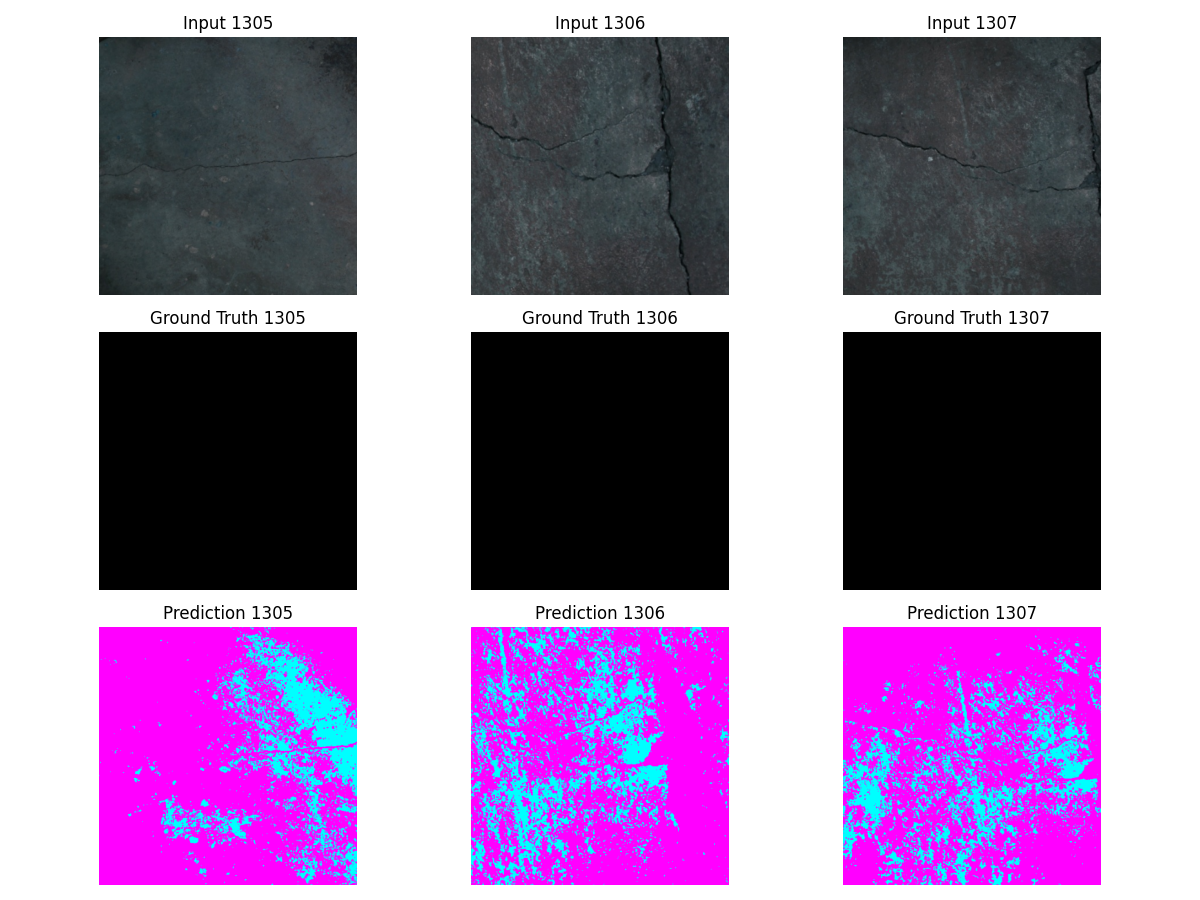 Input 1305
Input 1306
Input 1307
Ground Truth 1305
Ground Truth 1306
Ground Truth 1307
Prediction 1305
Prediction 1306
Prediction 1307